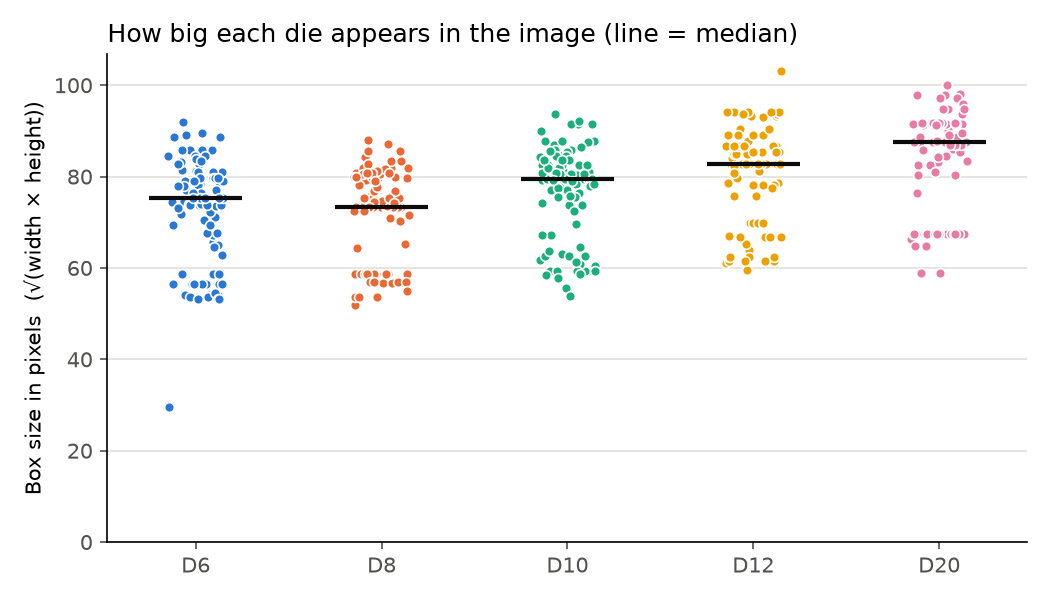 How big each die appears in the image (line = median)
Box size in pixels (√(width × height))
100
80
60
40
20
0
D6
D8
D10
D12
D20